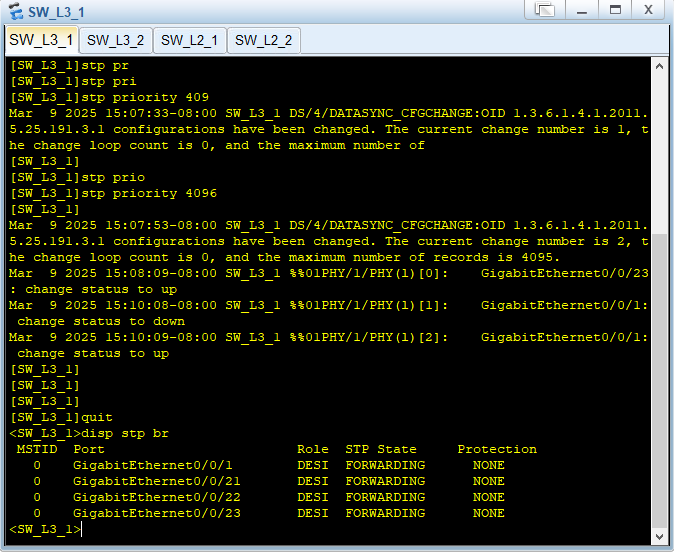 SW_L3_1
SW_L3_1 SW_L3_2 SW_L2_1 SW_L2_2
[SW_L3_1]stp pr
[SW_L3_1]stp pri
[SW_L3_1]stp priority 409
Mar  9 2025 15:07:33-08:00 SW_L3_1 DS/4/DATASYNC_CFGCHANGE:OID 1.3.6.1.4.1.2011.
5.25.191.3.1 configurations have been changed. The current change number is 1, t
he change loop count is 0, and the maximum number of
[SW_L3_1]
[SW_L3_1]stp prio
[SW_L3_1]stp priority 4096
[SW_L3_1]
Mar  9 2025 15:07:53-08:00 SW_L3_1 DS/4/DATASYNC_CFGCHANGE:OID 1.3.6.1.4.1.2011.
5.25.191.3.1 configurations have been changed. The current change number is 2, t
he change loop count is 0, and the maximum number of records is 4095.
Mar  9 2025 15:08:09-08:00 SW_L3_1 %%01PHY/1/PHY(l)[0]:    GigabitEthernet0/0/23
: change status to up
Mar  9 2025 15:10:08-08:00 SW_L3_1 %%01PHY/1/PHY(l)[1]:    GigabitEthernet0/0/1:
 change status to down
Mar  9 2025 15:10:09-08:00 SW_L3_1 %%01PHY/1/PHY(l)[2]:    GigabitEthernet0/0/1:
 change status to up
[SW_L3_1]
[SW_L3_1]
[SW_L3_1]
[SW_L3_1]quit
<SW_L3_1>disp stp br
 MSTID  Port                        Role  STP State     Protection
   0    GigabitEthernet0/0/1        DESI  FORWARDING      NONE
   0    GigabitEthernet0/0/21       DESI  FORWARDING      NONE
   0    GigabitEthernet0/0/22       DESI  FORWARDING      NONE
   0    GigabitEthernet0/0/23       DESI  FORWARDING      NONE
<SW_L3_1>